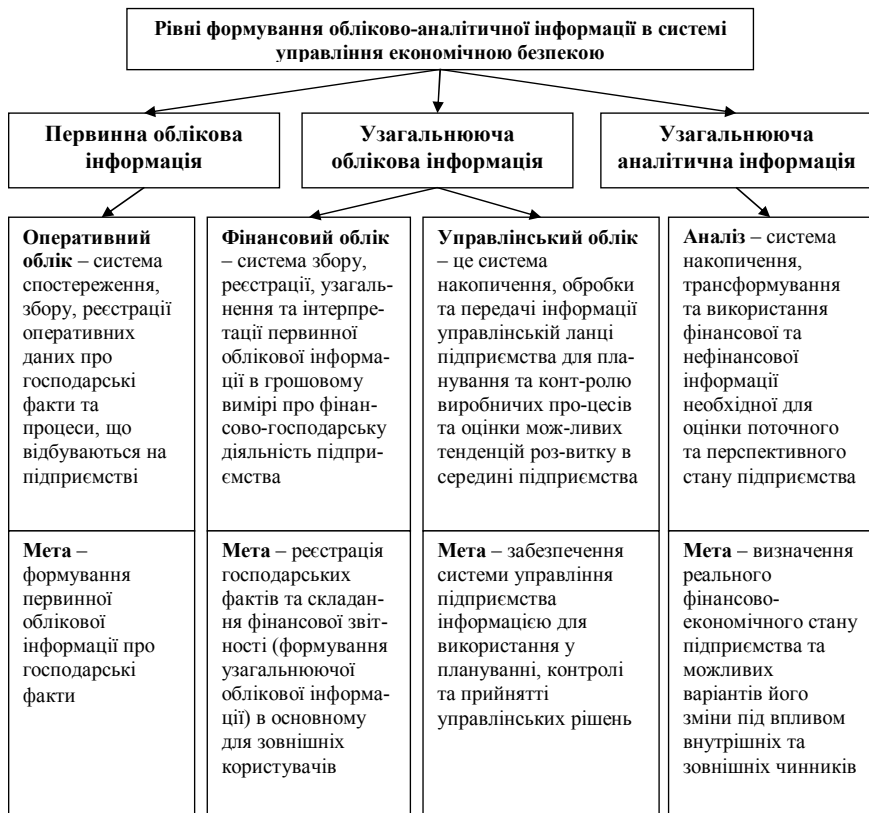 Рівні формування обліково-аналітичної інформації в системі
управління економічною безпекою
Первинна облікова
інформація
Узагальнююча
облікова інформація
Узагальнююча
аналітична інформація
Оперативний
облік – система
спостереження,
збору, реєстрації
оперативних
даних про
господарські
факти та
процеси, що
відбуваються на
підприємстві
Фінансовий облік
– система збору,
реєстрації, узагаль-
нення та інтерпре-
тації первинної
облікової інформа-
ції в грошовому
вимірі про фінан-
сово-господарську
діяльність підпри-
ємства
Управлінський облік
– це система
накопичення, обробки
та передачі інформації
управлінській ланці
підприємства для пла-
нування та конт-ролю
виробничих про-цесів
та оцінки мож-ливих
тенденцій роз-витку в
середині підприємства
Аналіз – система
накопичення,
трансформування
та використання
фінансової та
нефінансової
інформації
необхідної для
оцінки поточного
та перспективного
стану підприємства
Мета –
формування
первинної
облікової
інформації про
господарські
факти
Мета – реєстрація
господарських
фактів та складан-
ня фінансової звіт-
ності (формування
узагальнюючої
облікової інформа-
ції) в основному
для зовнішніх
користувачів
Мета – забезпечення
системи управління
підприємства
інформацією для
використання у
плануванні, контролі
та прийнятті
управлінських рішень
Мета – визначення
реального
фінансово-
економічного стану
підприємства та
можливих
варіантів його
зміни під впливом
внутрішніх та
зовнішніх чинників